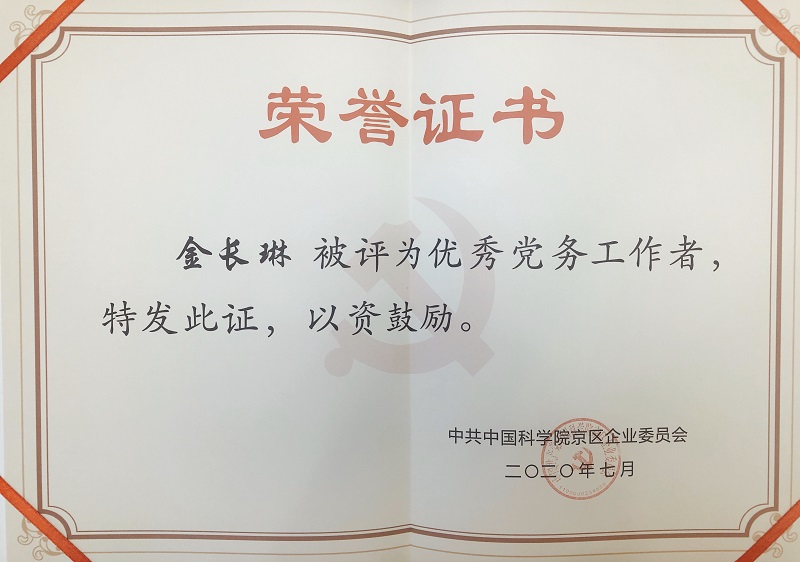 荣誉证书
金长琳 被评为优秀党务工作者，
特发此证，以资鼓励。
中共中国科学院京区企业委员会
二〇二〇年七月